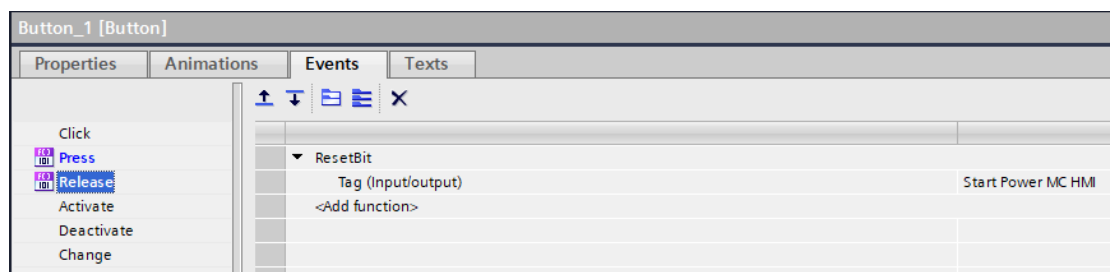 Button_1 [Button]
Properties Animations Events Texts
Click
Press ResetBit
Release Tag (Input/output) Start Power MC HMI
Activate <Add function>
Deactivate
Change